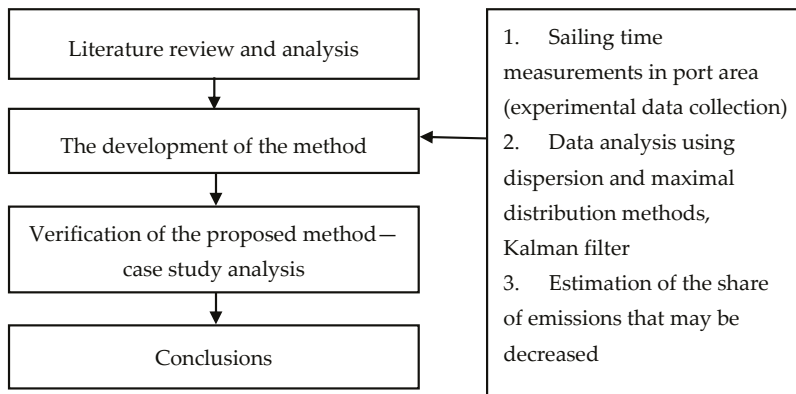 Literature review and analysis
The development of the method
Verification of the proposed method—
case study analysis
Conclusions
1. Sailing time
measurements in port area
(experimental data collection)
2. Data analysis using
dispersion and maximal
distribution methods,
Kalman filter
3. Estimation of the share
of emissions that may be
decreased